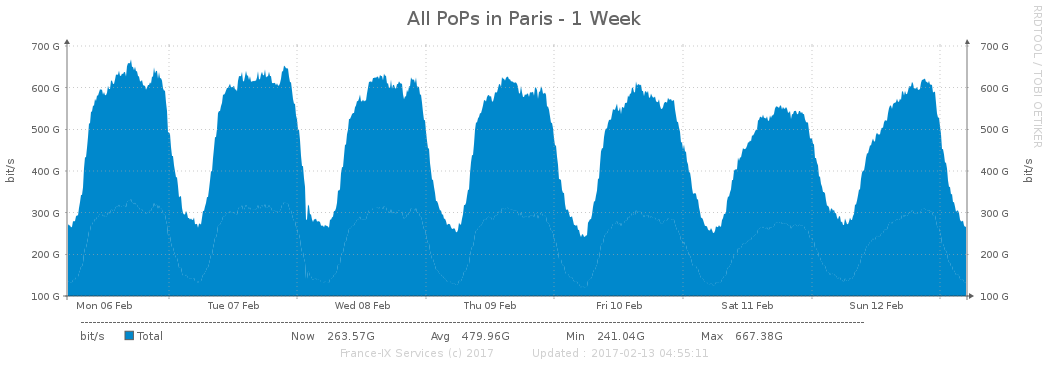 All PoPs in Paris - 1 Week
RRDTOOL / TOBI OETIKER
bit/s
bit/s
700 G 700 G
600 G 600 G
500 G 500 G
400 G 400 G
300 G 300 G
200 G 200 G
100 G 100 G
Mon 06 Feb Tue 07 Feb Wed 08 Feb Thu 09 Feb Fri 10 Feb Sat 11 Feb Sun 12 Feb
bit/s Total Now 263.57G Avg 479.96G Min 241.04G Max 667.38G
France-IX Services (c) 2017 Updated : 2017-02-13 04:55:11